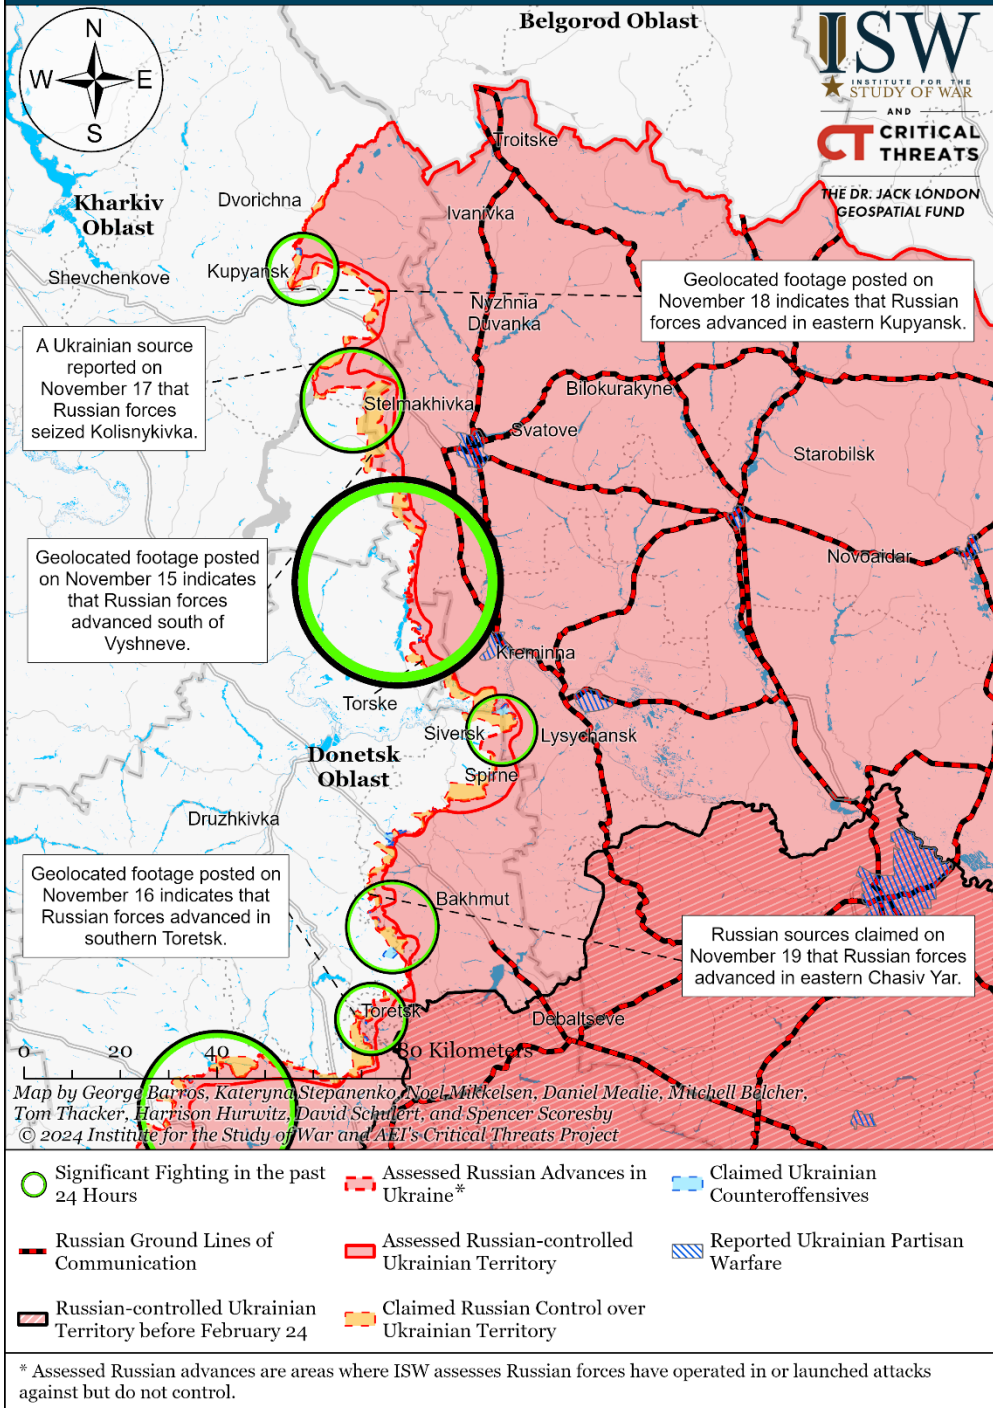 Belgorod Oblast
N
W
E
S
ISW
INSTITUTE FOR THE
STUDY OF WAR
AND
CT CRITICAL
THREATS
THE DR. JACK LONDON
GEOSPATIAL FUND
Troitske
Dvorichna
Kharkiv
Oblast
Ivanivka
Kupyansk
Shevchenkove
Geolocated footage posted on
November 18 indicates that Russian
forces advanced in eastern Kupyansk.
Nyzhnia
Duvanka
A Ukrainian source
reported on
November 17 that
Russian forces
seized Kolisnykivka.
Bilokurakyne
Stelmakhivka
Svatove
Starobilsk
Geolocated footage posted
on November 15 indicates
that Russian forces
advanced south of
Vyshneve.
Novoaidar
Kreminna
Torske
Siversk
Lysychansk
Donetsk
Oblast
Spirne
Druzhkivka
Geolocated footage posted on
November 16 indicates that
Russian forces advanced in
southern Toretsk.
Bakhmut
Russian sources claimed on
November 19 that Russian forces
advanced in eastern Chasiv Yar.
Toretsk
Debaltseve
0 20 40 80 Kilometers
Map by George Barros, Kateryna Stepanenko, Noel Mikkelsen, Daniel Mealie, Mitchell Belcher,
Tom Thacker, Harrison Hurwitz, David Schulert, and Spencer Scoresby
© 2024 Institute for the Study of War and AEI's Critical Threats Project
Significant Fighting in the past
24 Hours
Assessed Russian Advances in
Ukraine*
Claimed Ukrainian
Counteroffensives
Russian Ground Lines of
Communication
Assessed Russian-controlled
Ukrainian Territory
Reported Ukrainian Partisan
Warfare
Russian-controlled Ukrainian
Territory before February 24
Claimed Russian Control over
Ukrainian Territory
* Assessed Russian advances are areas where ISW assesses Russian forces have operated in or launched attacks
against but do not control.